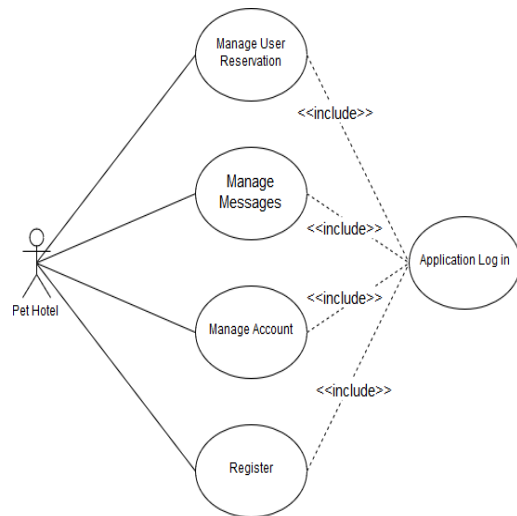 Manage User
Reservation
<<include>>
Manage
Messages
<<include>>
Application Log in
Pet Hotel
<<include>>
Manage Account
<<include>>
Register